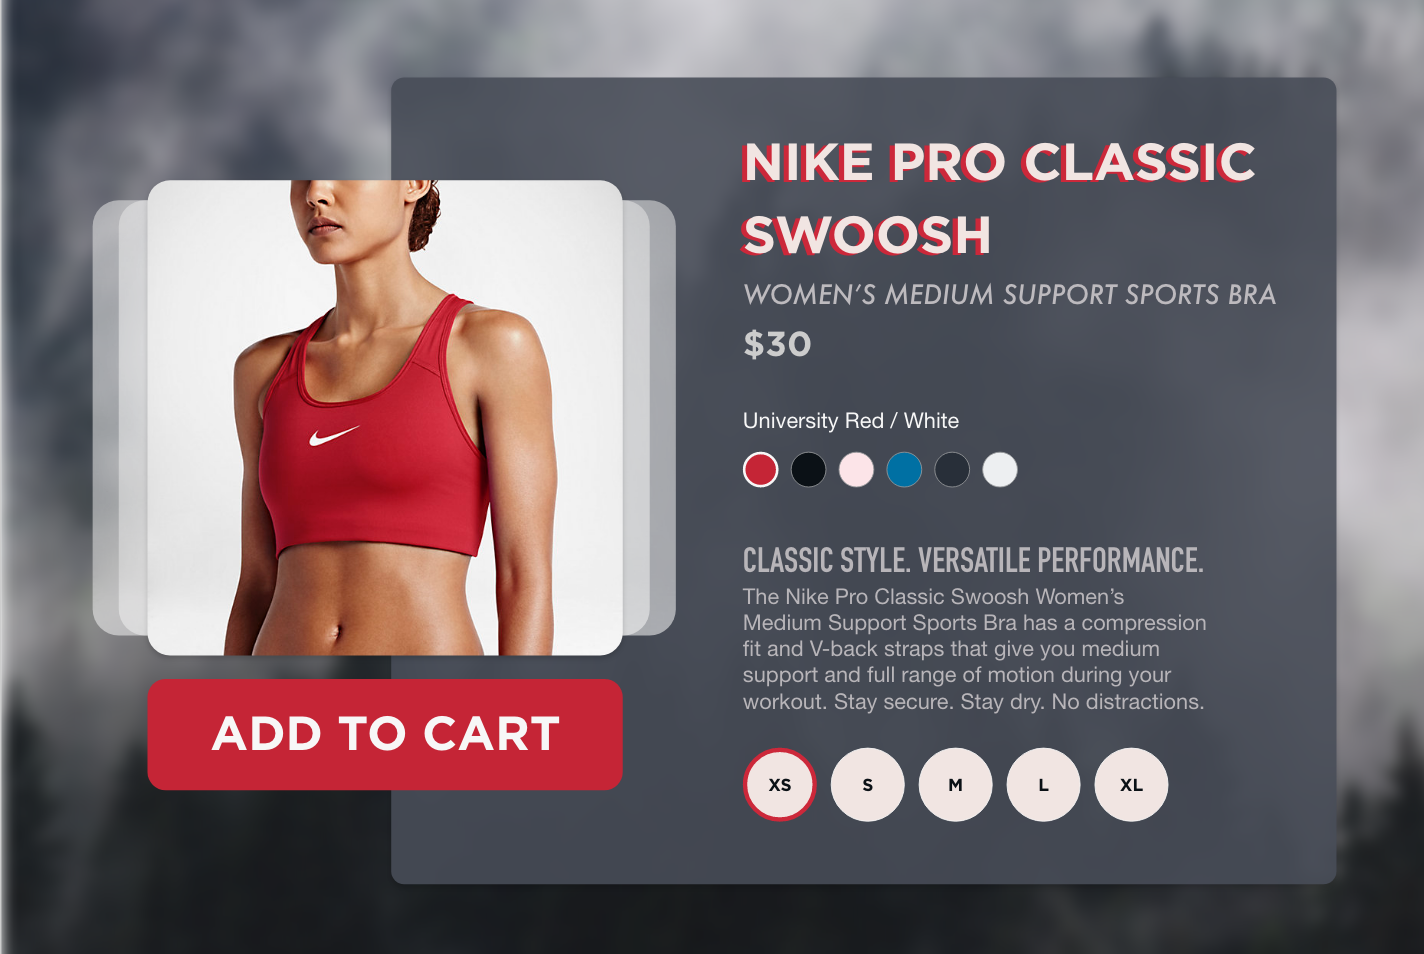 NIKE PRO CLASSIC
SWOOSH
WOMEN’S MEDIUM SUPPORT SPORTS BRA
$30
University Red / White
CLASSIC STYLE. VERSATILE PERFORMANCE.
The Nike Pro Classic Swoosh Women’s
Medium Support Sports Bra has a compression
fit and V-back straps that give you medium
support and full range of motion during your
workout. Stay secure. Stay dry. No distractions.
XS S M L XL
ADD TO CART